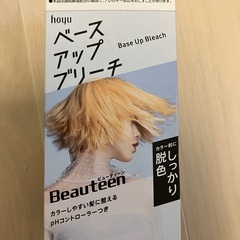 hoyu
ベース
アップ
ブリーチ
Base Up Bleach
カラー前に
しっかり
脱色
ビューティーン
Beauteen
カラーしやすい髪に整える
pHコントローラーつき